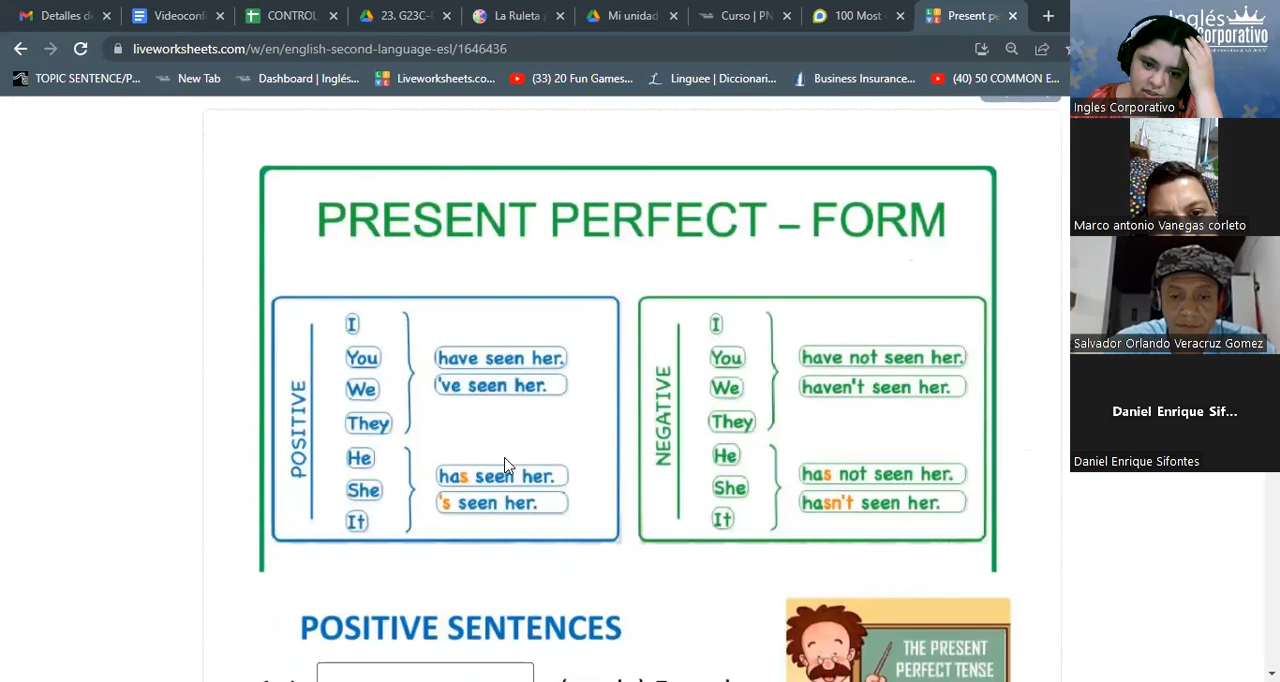 Detalles d
Videoconf
CONTROL
23. G23C-
La Ruleta
Mi unidad
Curso | PN
100 Most
Present pe
liveworksheets.com/w/en/english-second-language-esl/1646436
TOPIC SENTENCE/P...
New Tab
Dashboard | Inglés...
Liveworksheets.co...
(33) 20 Fun Games...
Linguee | Diccionari...
Business Insurance...
(40) 50 COMMON E...
PRESENT PERFECT – FORM
POSITIVE
I
You
We
They
have seen her.
've seen her.
He
She
It
has seen her.
's seen her.
NEGATIVE
I
You
We
They
have not seen her.
haven't seen her.
He
She
It
has not seen her.
hasn't seen her.
POSITIVE SENTENCES
THE PRESENT
PERFECT TENSE
Inglés
Corporativo
Ingles Corporativo
Marco antonio Vanegas corleto
Salvador Orlando Veracruz Gomez
Daniel Enrique Sif...
Daniel Enrique Sifontes